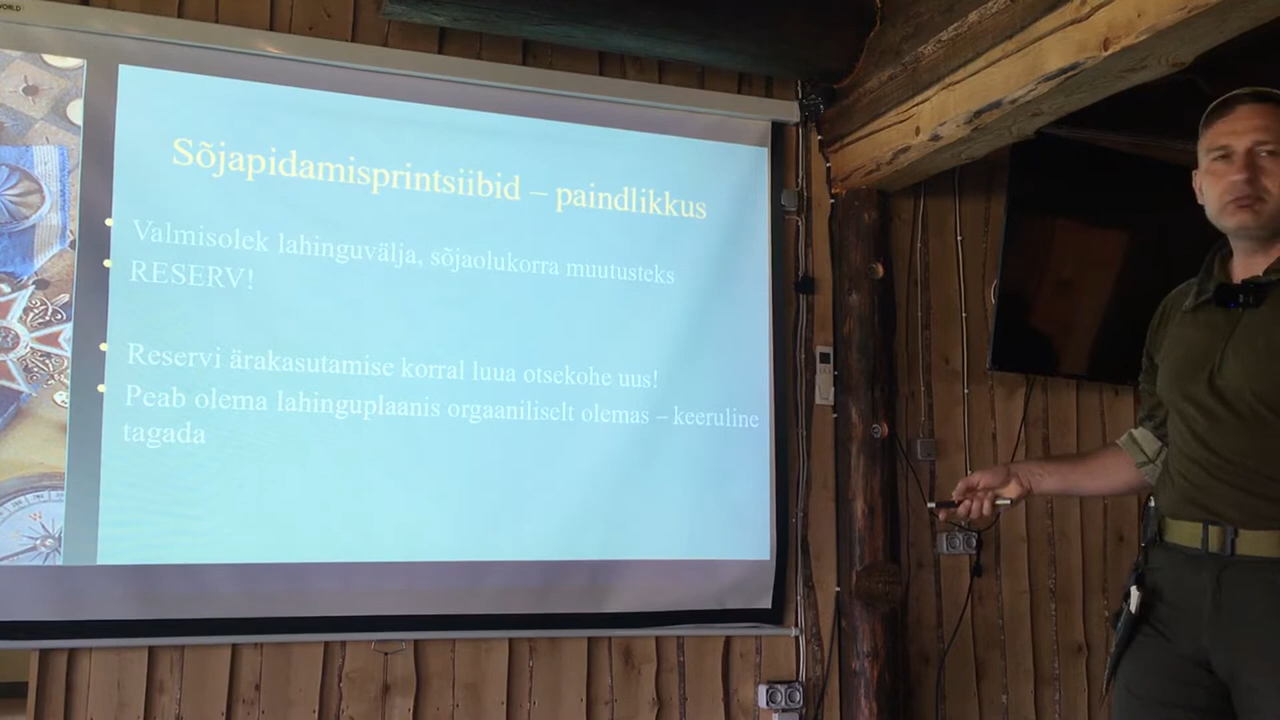 WORLD
Sõjapidamisprintsiibid – paindlikkus
Valmisolek lahinguvälja, sõjaolukorra muutusteks
RESERV!
Reservi ärakasutamise korral luua otsekohe uus!
Peab olema lahinguplaanis orgaaniliselt olemas – keeruline
tagada